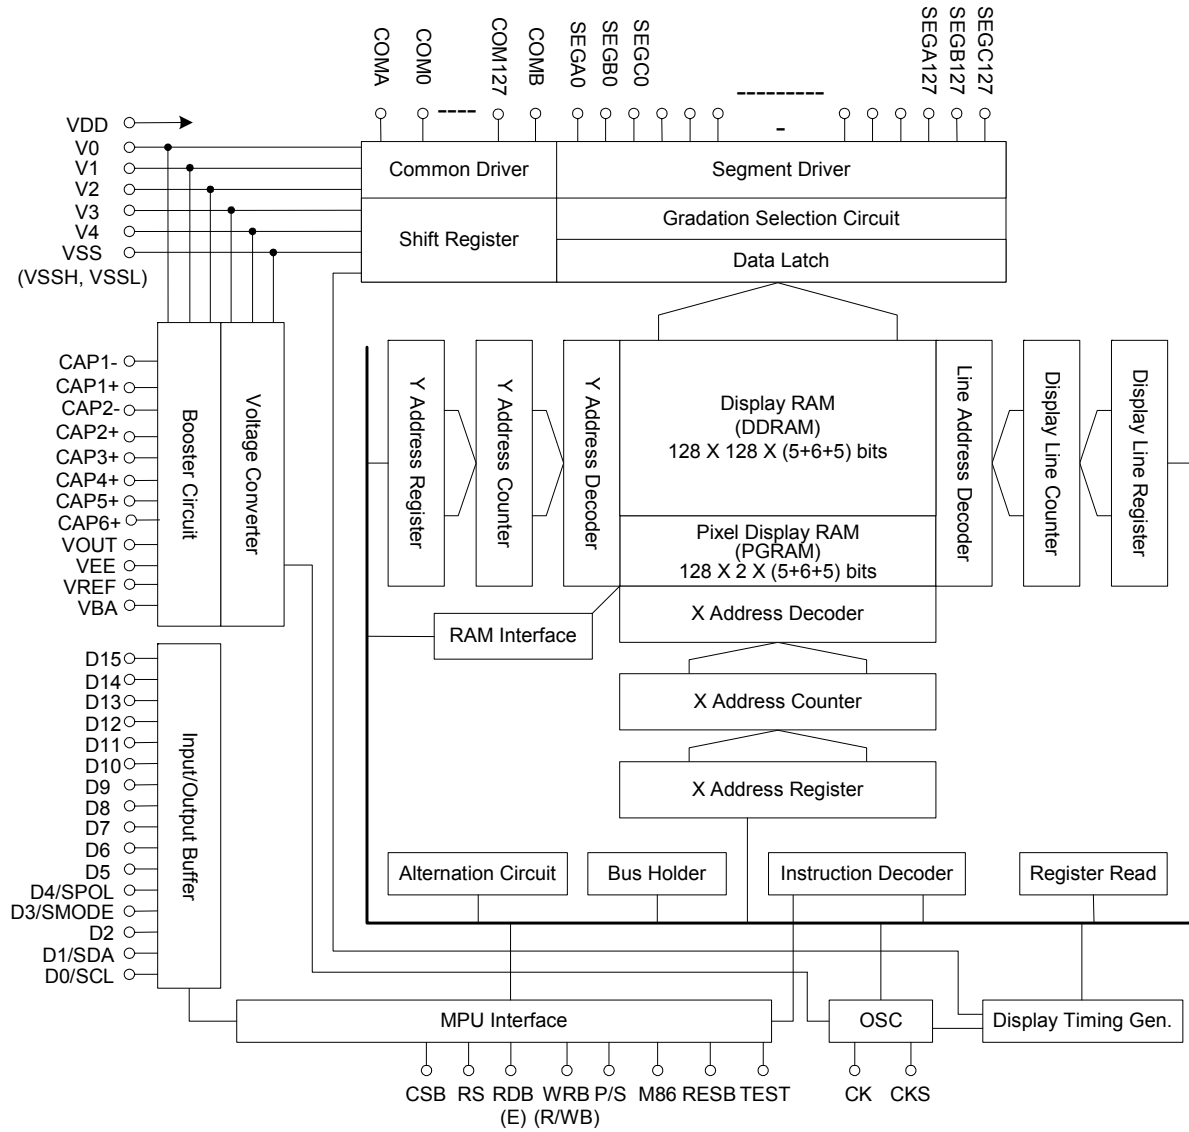 COMA
COM0
COM127
COMB
SEGA0
SEGB0
SEGC0
SEGA127
SEGB127
SEGC127
VDD
V0
V1
V2
V3
V4
VSS
(VSSH, VSSL)
Common Driver
Segment Driver
Shift Register
Gradation Selection Circuit
Data Latch
CAP1-
CAP1+
CAP2-
CAP2+
CAP3+
CAP4+
CAP5+
CAP6+
VOUT
VEE
VREF
VBA
Booster Circuit
Voltage Converter
Y Address Register
Y Address Counter
Y Address Decoder
Display RAM
(DDRAM)
128 X 128 X (5+6+5) bits
Pixel Display RAM
(PGRAM)
128 X 2 X (5+6+5) bits
Line Address Decoder
Display Line Counter
Display Line Register
RAM Interface
X Address Decoder
X Address Counter
X Address Register
D15
D14
D13
D12
D11
D10
D9
D8
D7
D6
D5
D4/SPOL
D3/SMODE
D2
D1/SDA
D0/SCL
Input/Output Buffer
Alternation Circuit
Bus Holder
Instruction Decoder
Register Read
MPU Interface
OSC
Display Timing Gen.
CSB
RS
RDB
(E)
WRB
(R/WB)
P/S
M86
RESB
TEST
CK
CKS